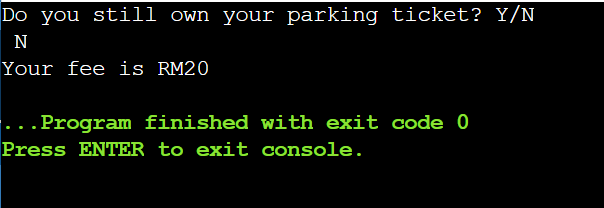 Do you still own your parking ticket? Y/N
N
Your fee is RM20
...Program finished with exit code 0
Press ENTER to exit console.